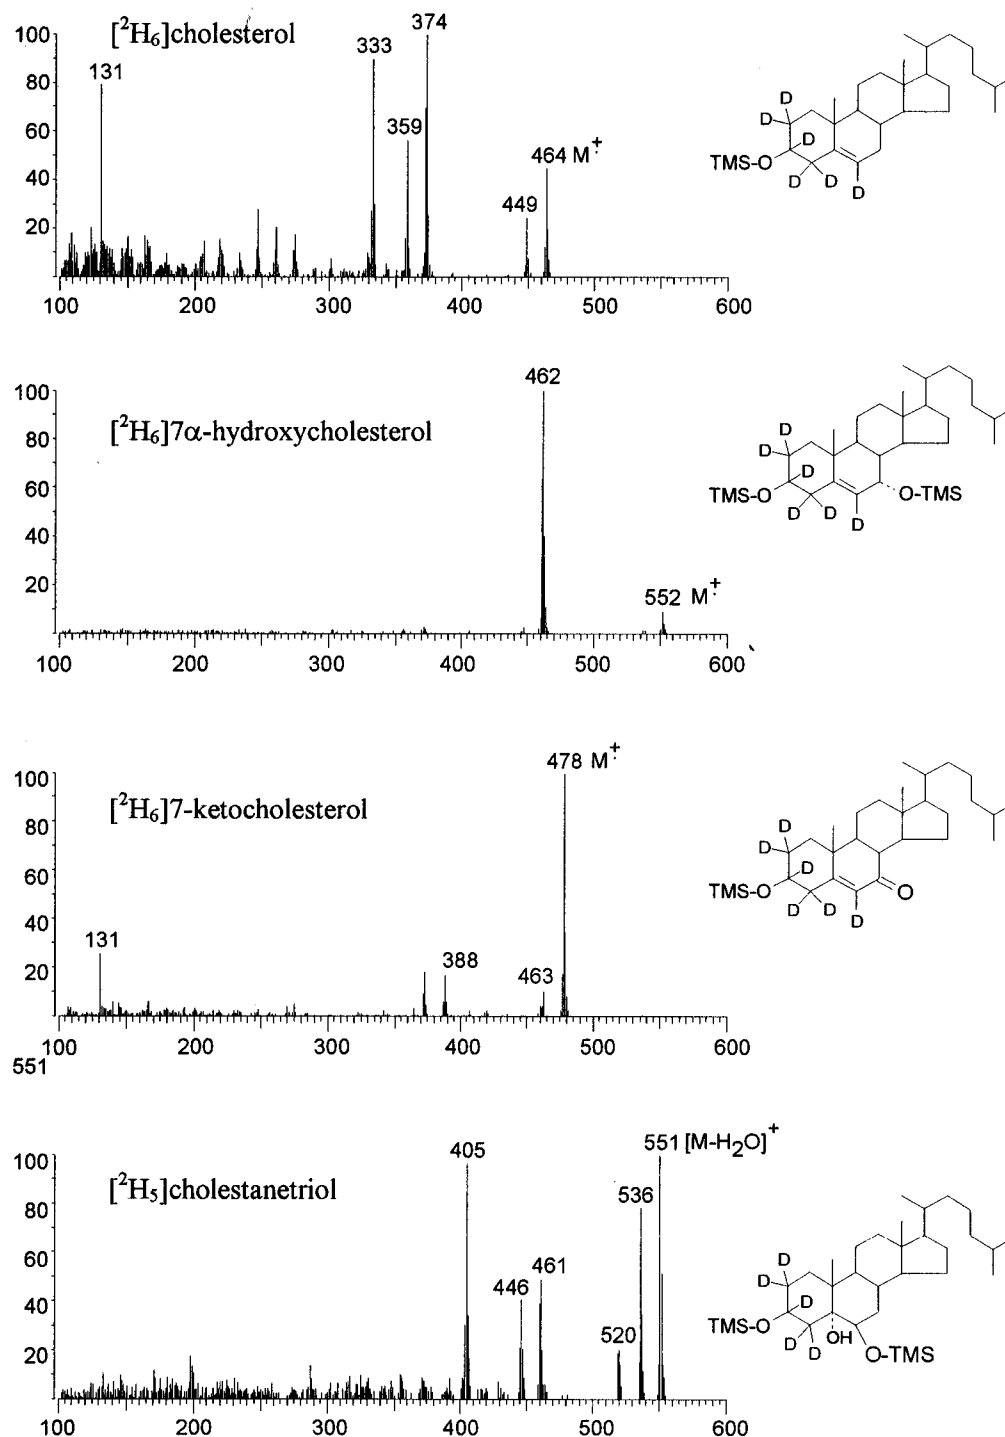 [²H₆]cholesterol
100
80
60
40
20
131
333
374
359
449
464 M⁺·
100 200 300 400 500 600
D
D
D
TMS-O
D D D
[²H₆]7α-hydroxycholesterol
100
80
60
40
20
462
552 M⁺·
100 200 300 400 500 600
D
D
D
TMS-O
O-TMS
D D D
[²H₆]7-ketocholesterol
100
80
60
40
20
131
388
463
478 M⁺·
100 200 300 400 500 600
D
D
D
TMS-O
O
D D D
551
[²H₅]cholestanetriol
100
80
60
40
20
405
446
461
520
536
551 [M-H₂O]⁺
100 200 300 400 500 600
D
D
D
TMS-O
D D
OH
O-TMS